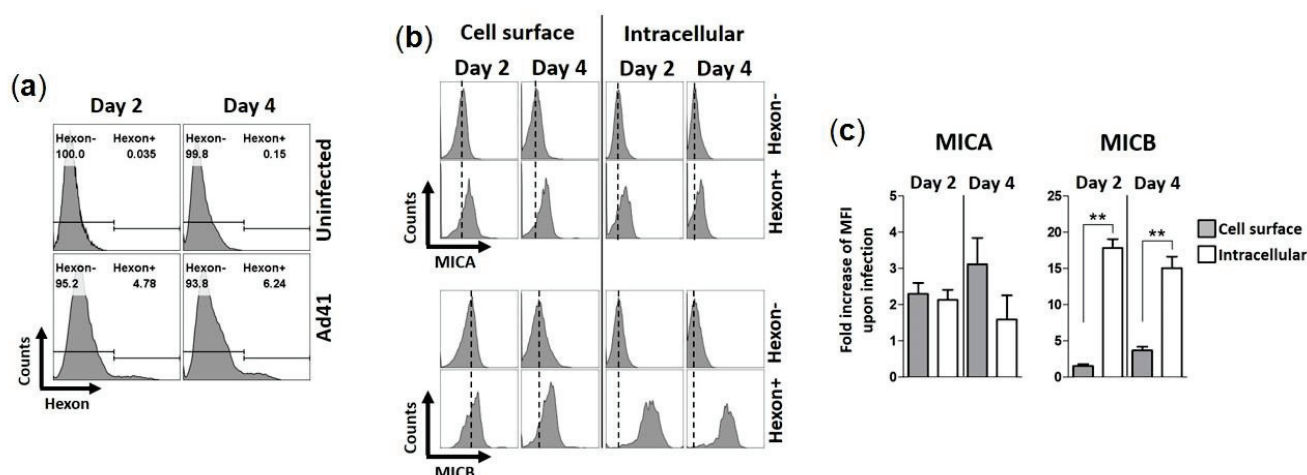 (a)
Day 2 Day 4
Hexon- Hexon+ Hexon- Hexon+
100.0 0.035 99.8 0.15
Uninfected
Hexon- Hexon+ Hexon- Hexon+
95.2 4.78 93.8 6.24
Ad41
Counts
Hexon
(b)
Cell surface Intracellular
Day 2 Day 4 Day 2 Day 4
Hexon-
Hexon+
Counts
MICA
Hexon-
Hexon+
Counts
MICB
(c)
MICA MICB
Day 2 Day 4 Day 2 Day 4
Fold increase of MFI
upon infection
5
4
3
2
1
0
25
20
15
10
5
0
** **
Cell surface
Intracellular